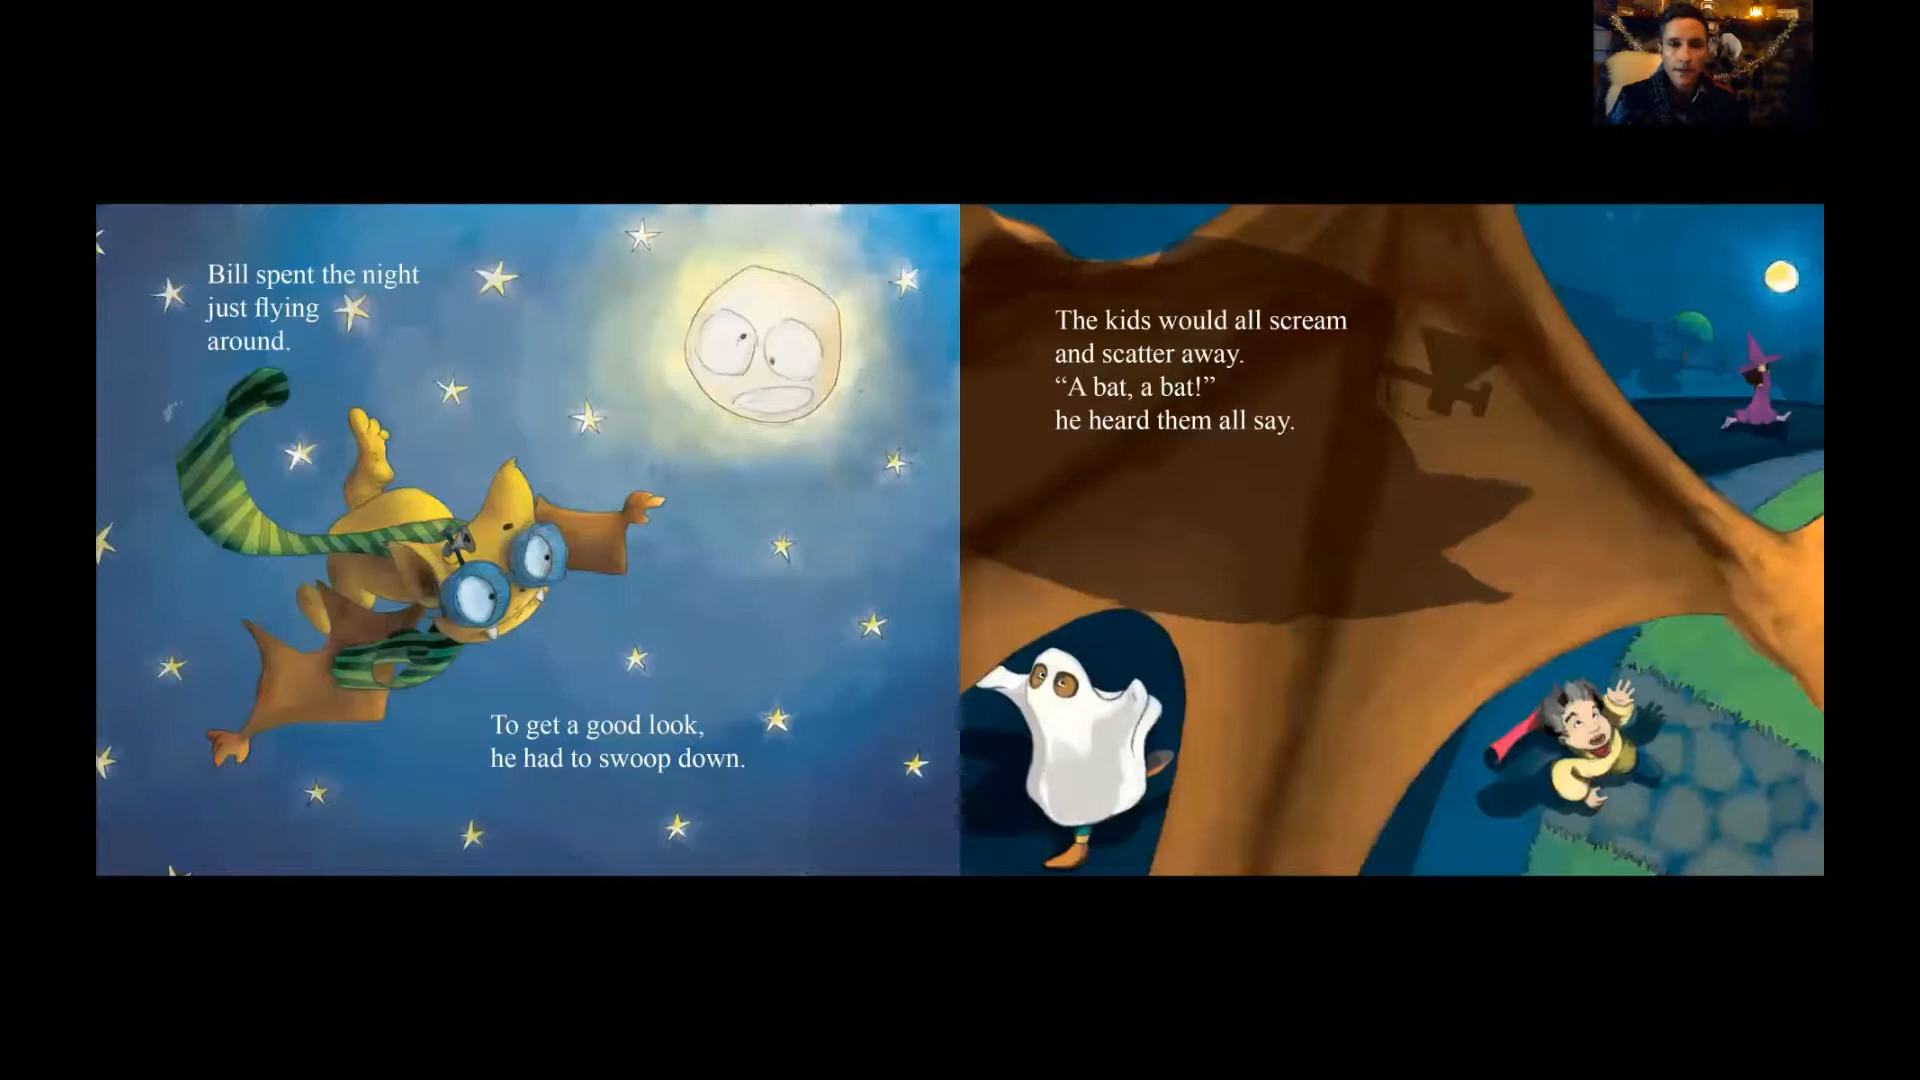 Bill spent the night
just flying
around.
To get a good look,
he had to swoop down.
The kids would all scream
and scatter away.
“A bat, a bat!”
he heard them all say.